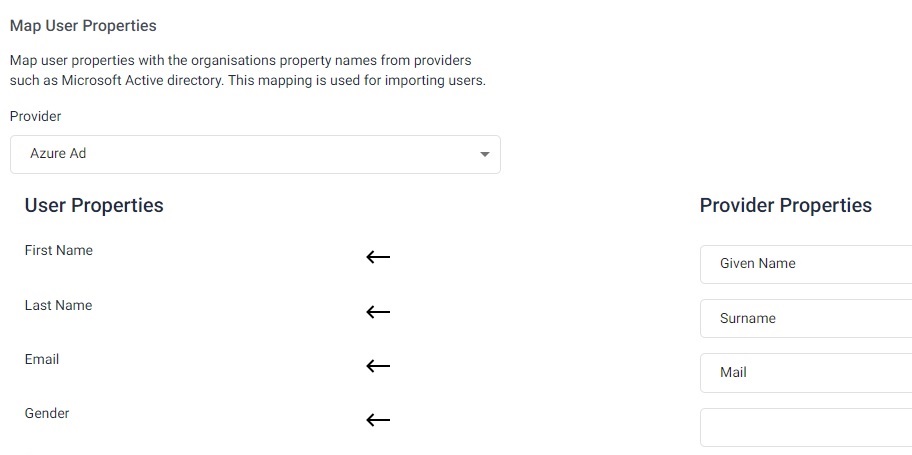 Map User Properties
Map user properties with the organisations property names from providers
such as Microsoft Active directory. This mapping is used for importing users.
Provider
Azure Ad
User Properties
Provider Properties
First Name
Given Name
Last Name
Surname
Email
Mail
Gender